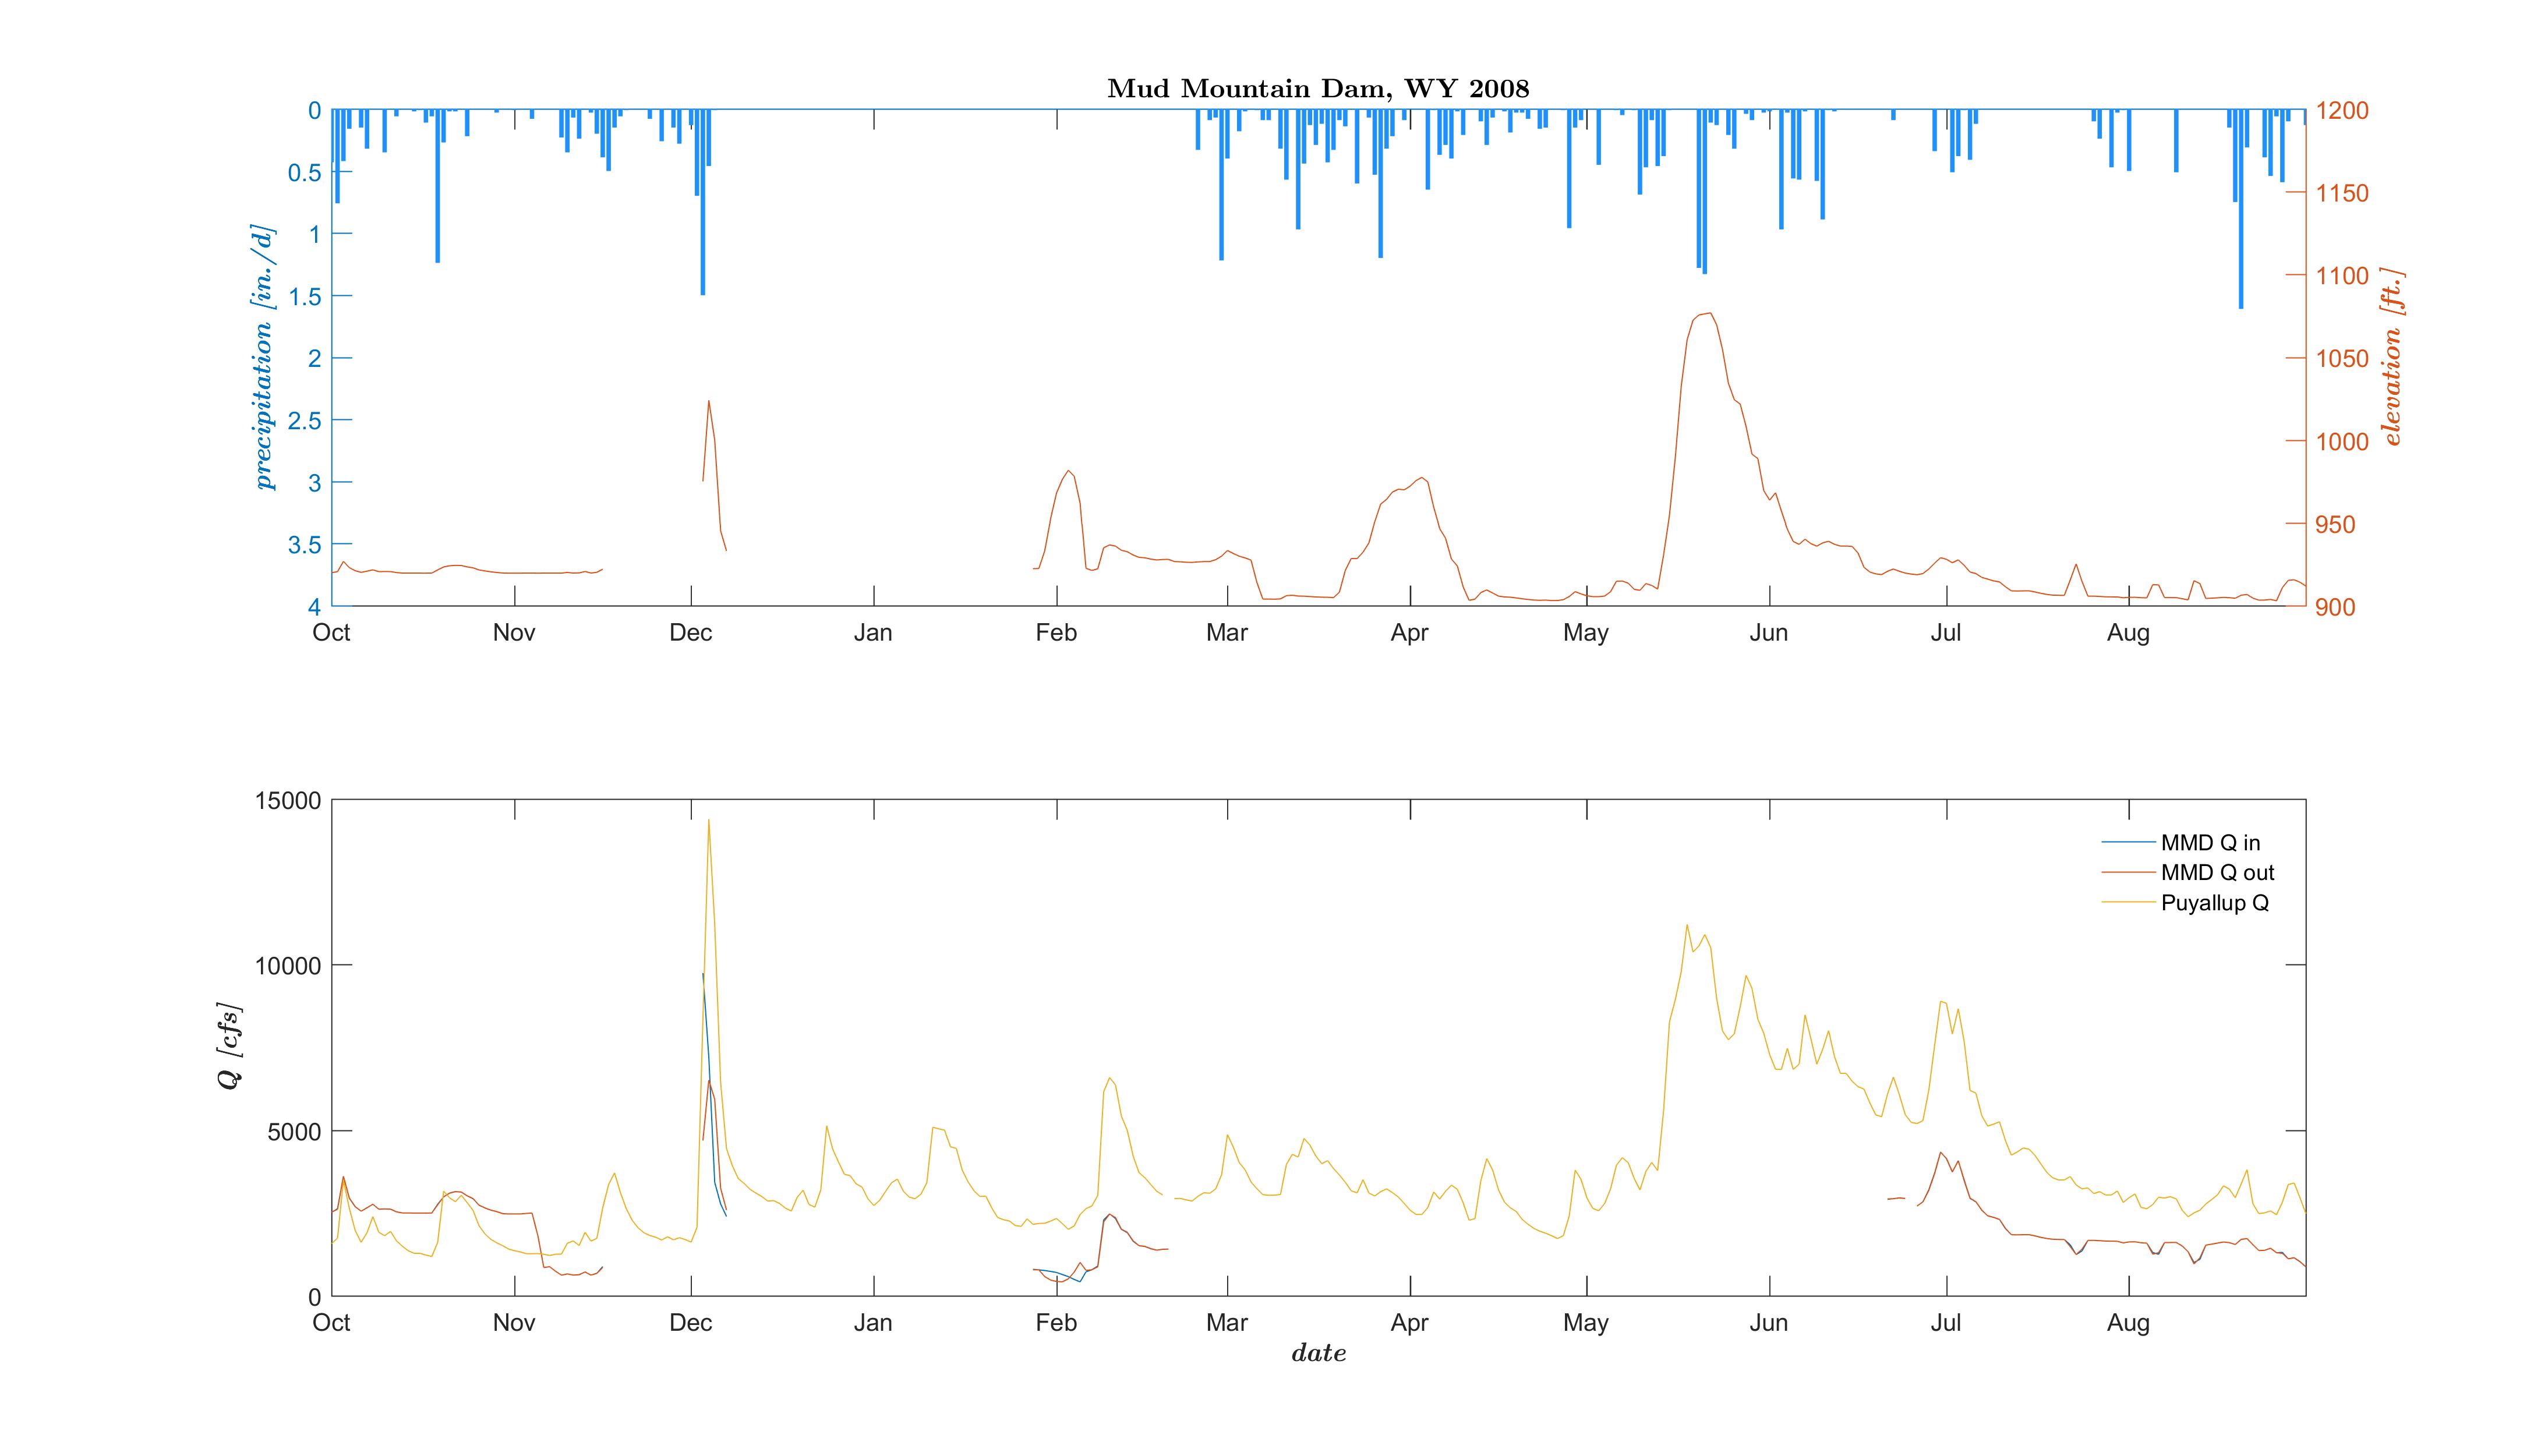 Mud Mountain Dam, WY 2008
0
0.5
1
1.5
2
2.5
3
3.5
4
precipitation [in./d]
1200
1150
1100
1050
1000
950
900
elevation [ft.]
Oct Nov Dec Jan Feb Mar Apr May Jun Jul Aug
15000
10000
5000
0
Q [cfs]
MMD Q in
MMD Q out
Puyallup Q
Oct Nov Dec Jan Feb Mar Apr May Jun Jul Aug
date